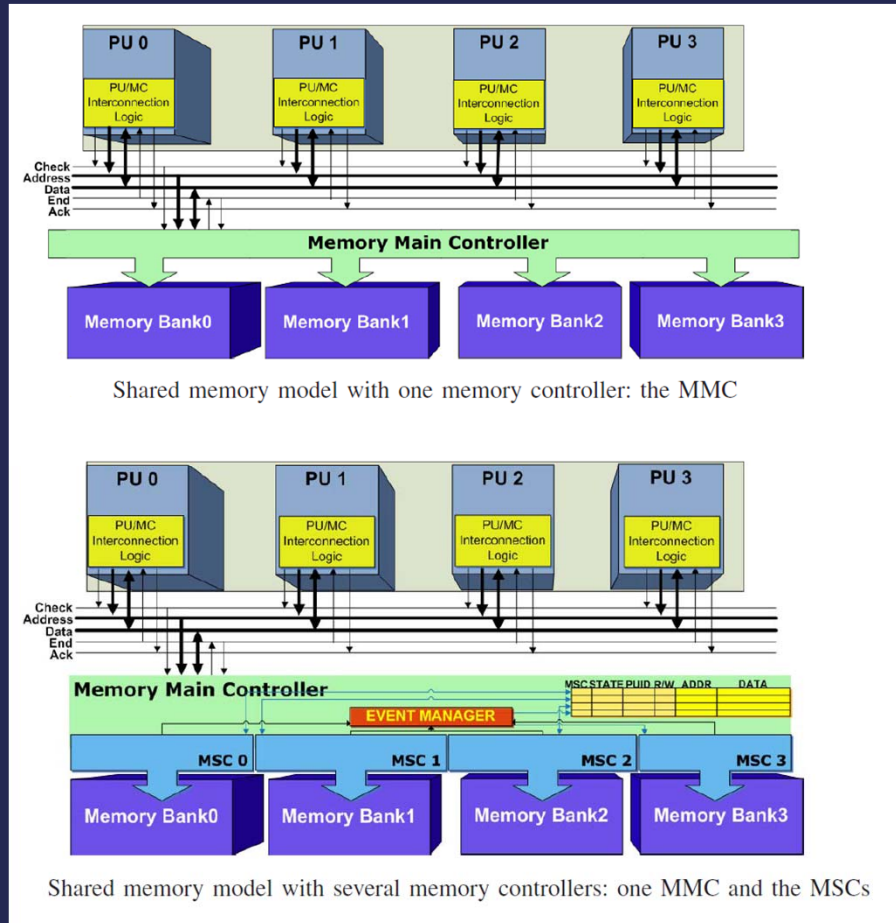 PU 0
PU 1
PU 2
PU 3
PU/MC
Interconnection
Logic
PU/MC
Interconnection
Logic
PU/MC
Interconnection
Logic
PU/MC
Interconnection
Logic
Check
Address
Data
End
Ack
Memory Main Controller
Memory Bank0
Memory Bank1
Memory Bank2
Memory Bank3
Shared memory model with one memory controller: the MMC
PU 0
PU 1
PU 2
PU 3
PU/MC
Interconnection
Logic
PU/MC
Interconnection
Logic
PU/MC
Interconnection
Logic
PU/MC
Interconnection
Logic
Check
Address
Data
End
Ack
Memory Main Controller
MSC STATE PUID R/W ADDR DATA
EVENT MANAGER
MSC 0
MSC 1
MSC 2
MSC 3
Memory Bank0
Memory Bank1
Memory Bank2
Memory Bank3
Shared memory model with several memory controllers: one MMC and the MSCs